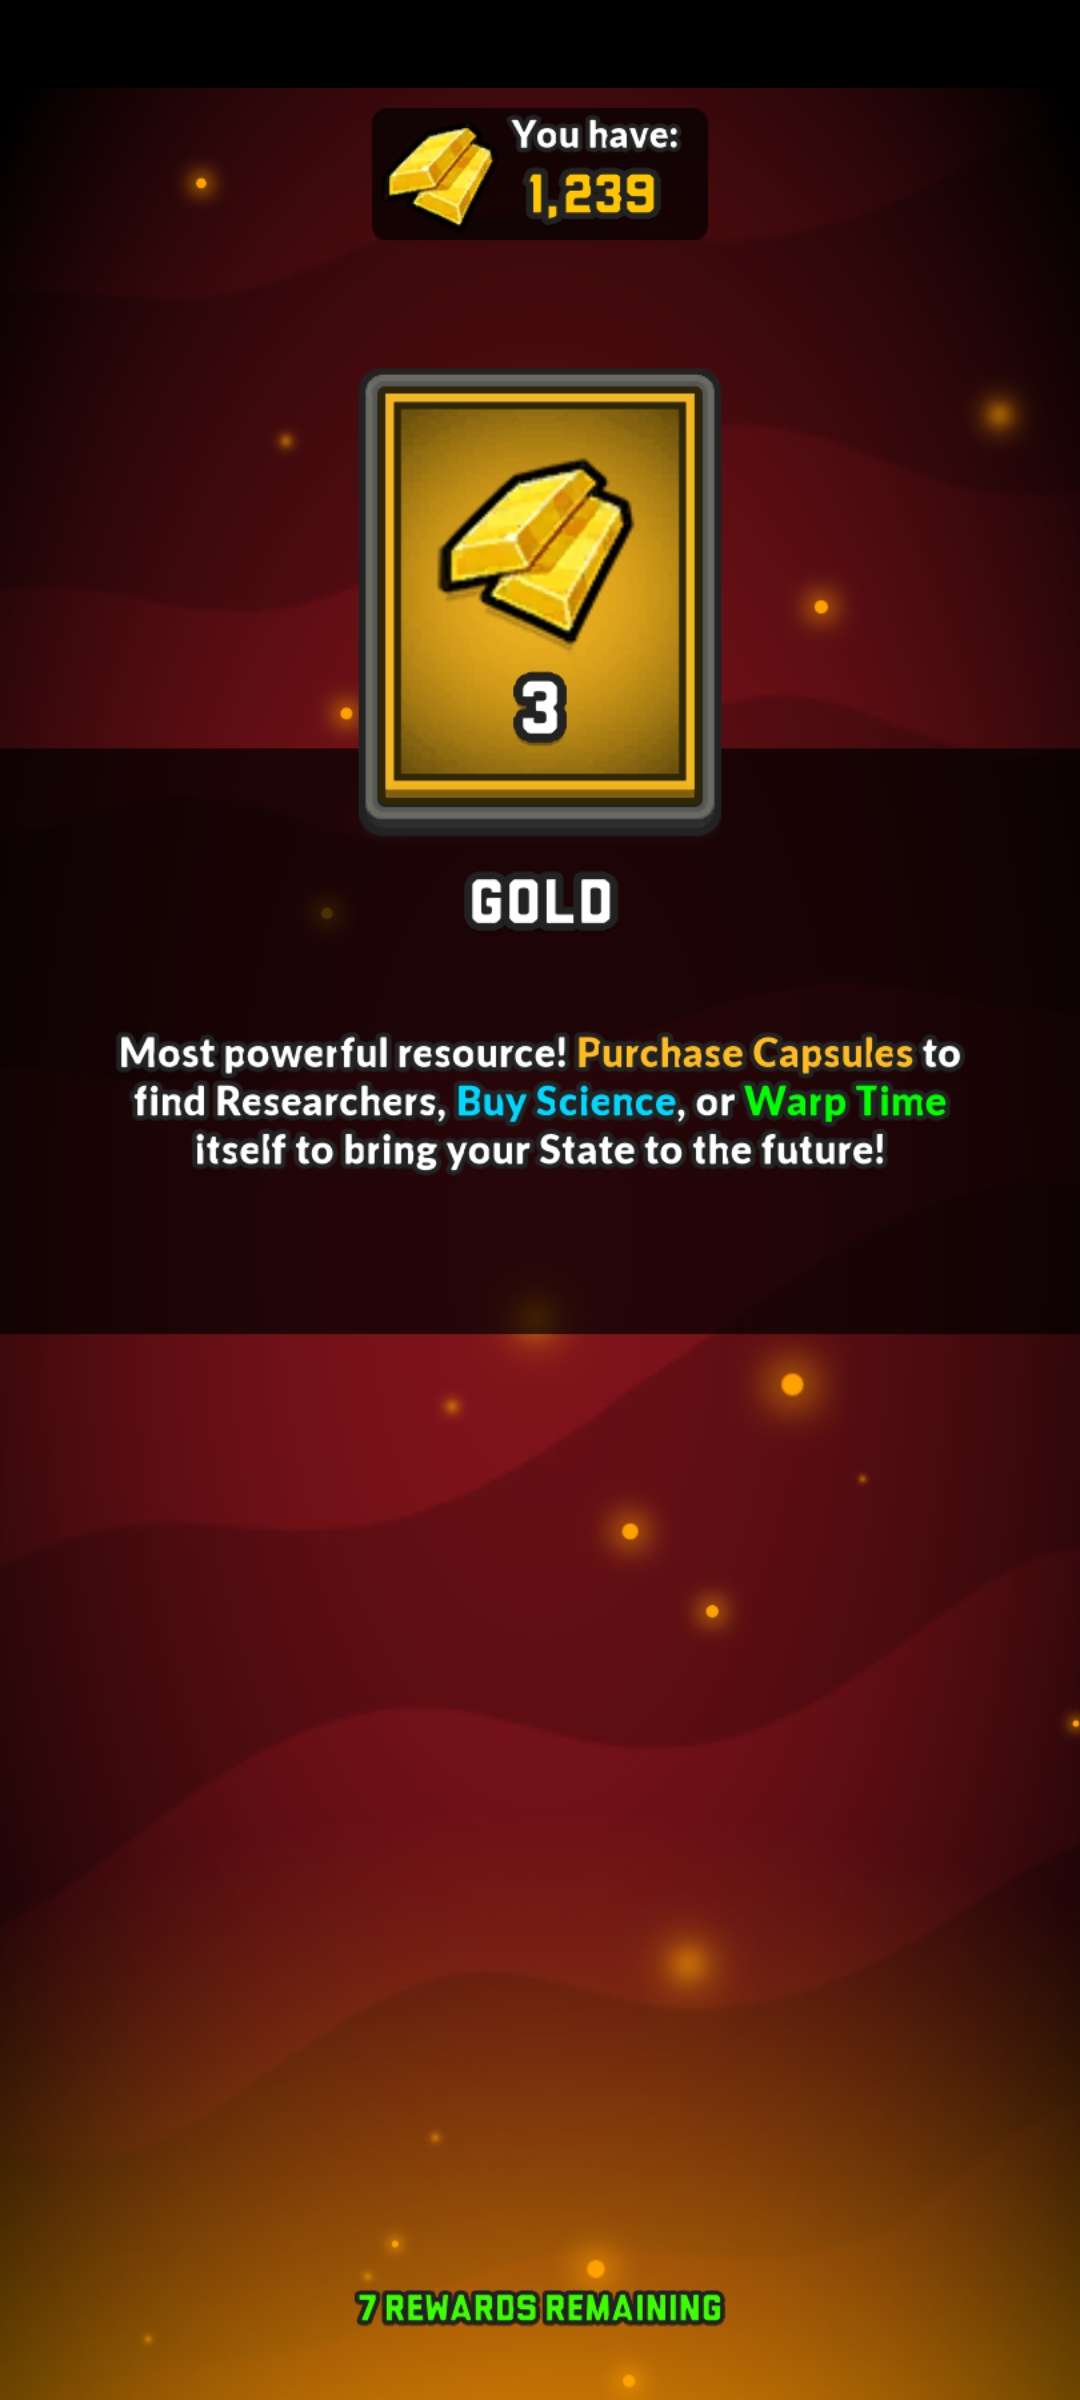 You have:
1,239
3
GOLD
Most powerful resource! Purchase Capsules to
find Researchers, Buy Science, or Warp Time
itself to bring your State to the future!
7 REWARDS REMAINING